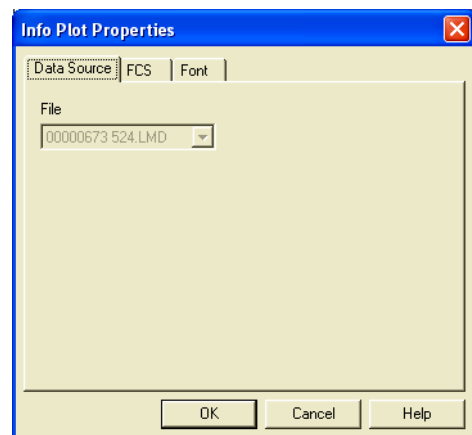 Info Plot Properties
Data Source FCS Font
File
00000673 524.LMD
OK Cancel Help